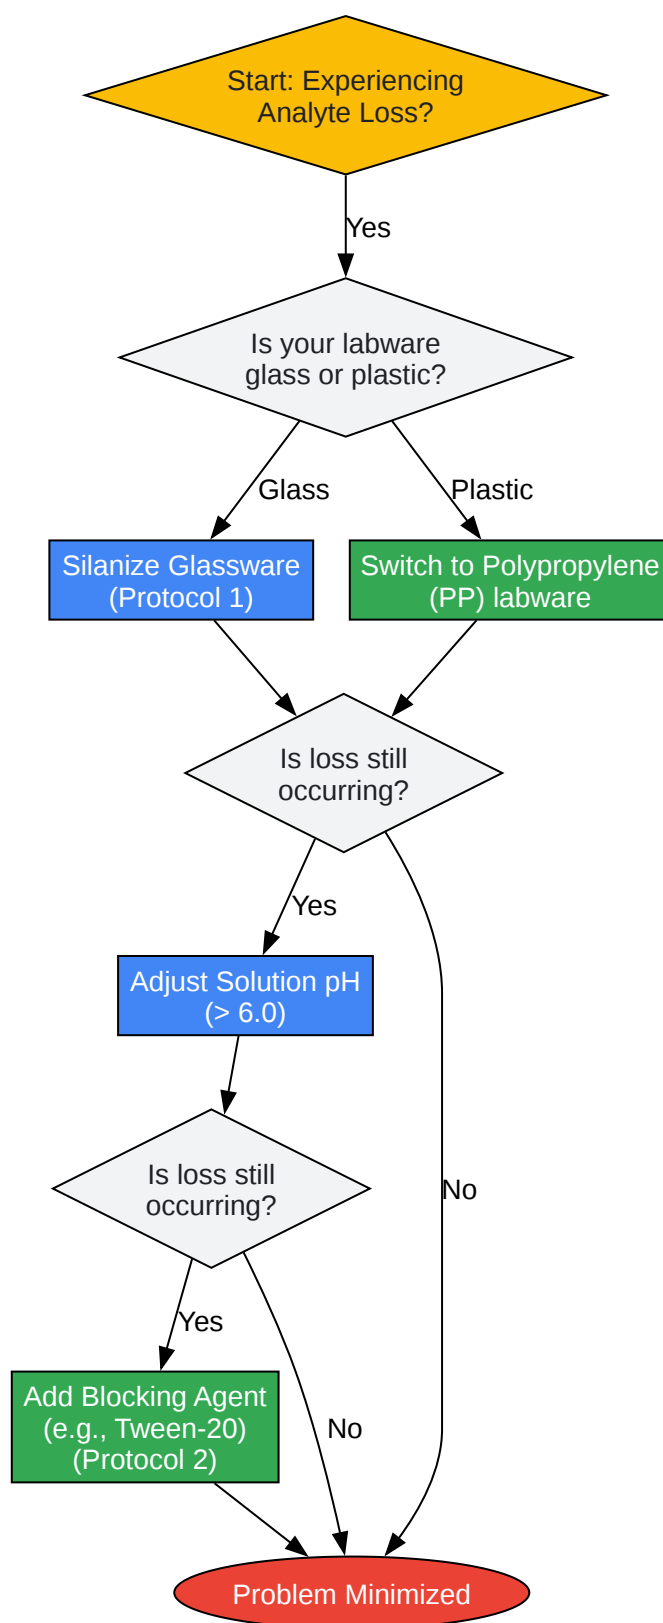 Start: Experiencing
Analyte Loss?
Yes
Is your labware
glass or plastic?
Glass
Plastic
Silanize Glassware
(Protocol 1)
Switch to Polypropylene
(PP) labware
Is loss still
occurring?
Yes
Adjust Solution pH
(> 6.0)
Is loss still
occurring?
No
Yes
Add Blocking Agent
(e.g., Tween-20)
(Protocol 2)
No
Problem Minimized